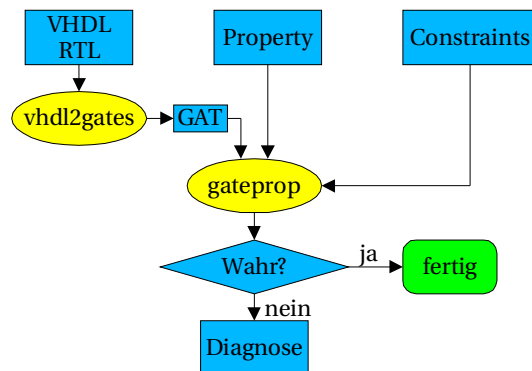 VHDL
RTL
Property
Constraints
vhdl2gates
GAT
gateprop
Wahr?
ja
fertig
nein
Diagnose